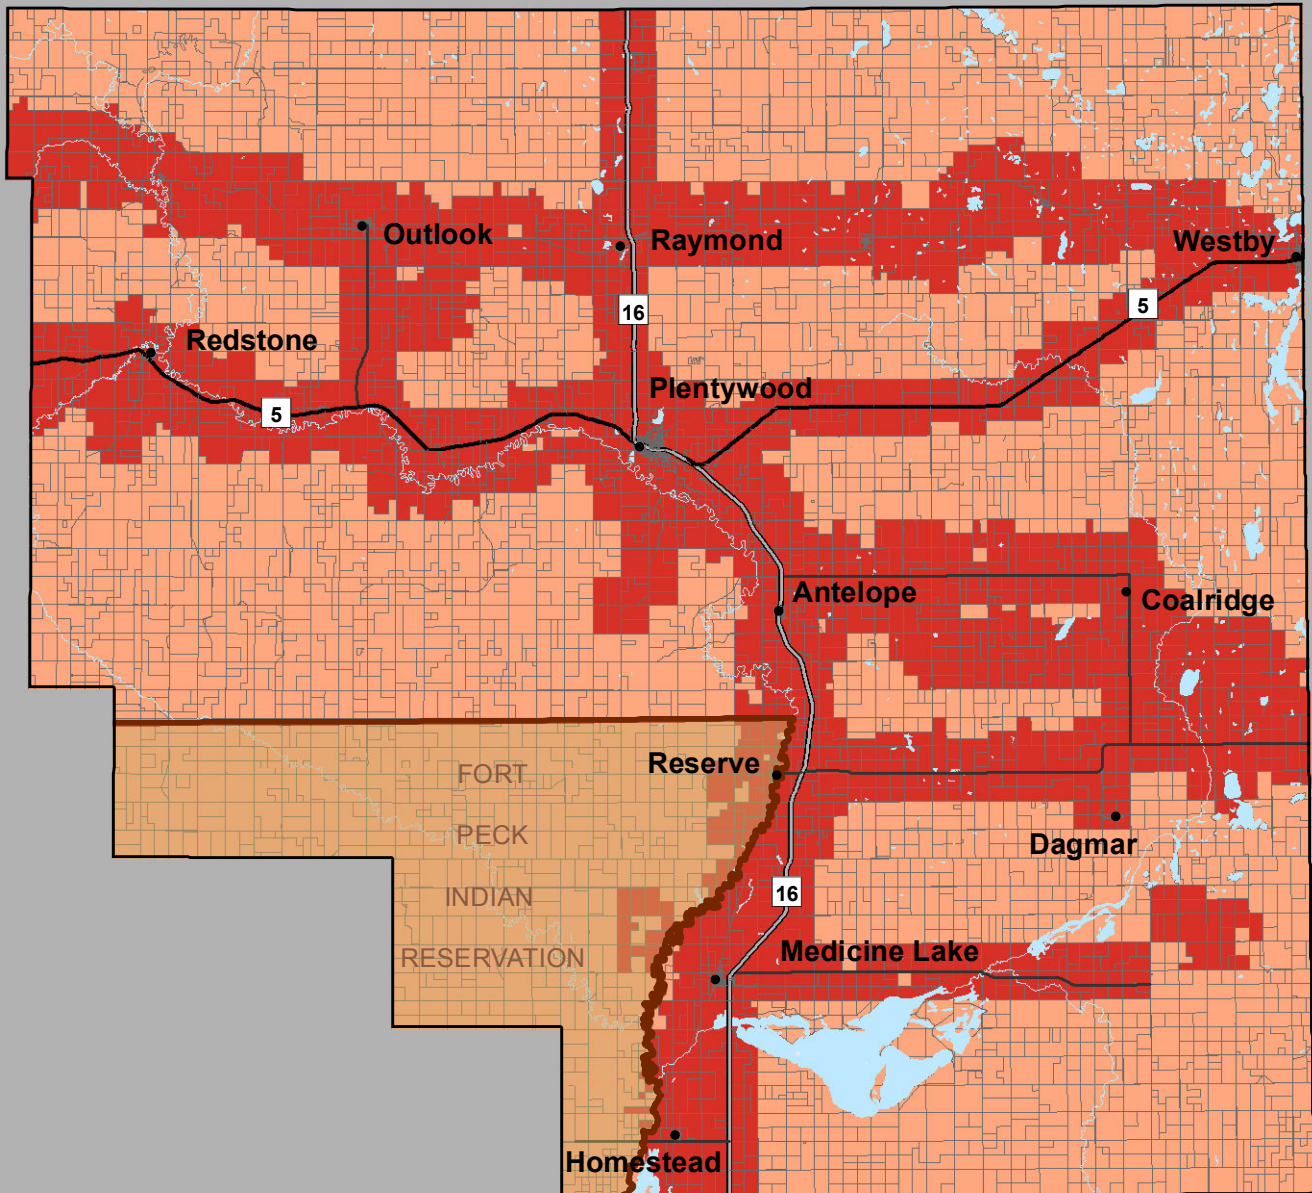 Outlook
Raymond
Westby
16
5
Redstone
Plentywood
5
Antelope
Coalridge
Reserve
FORT
PECK
INDIAN
RESERVATION
Dagmar
16
Medicine Lake
Homestead